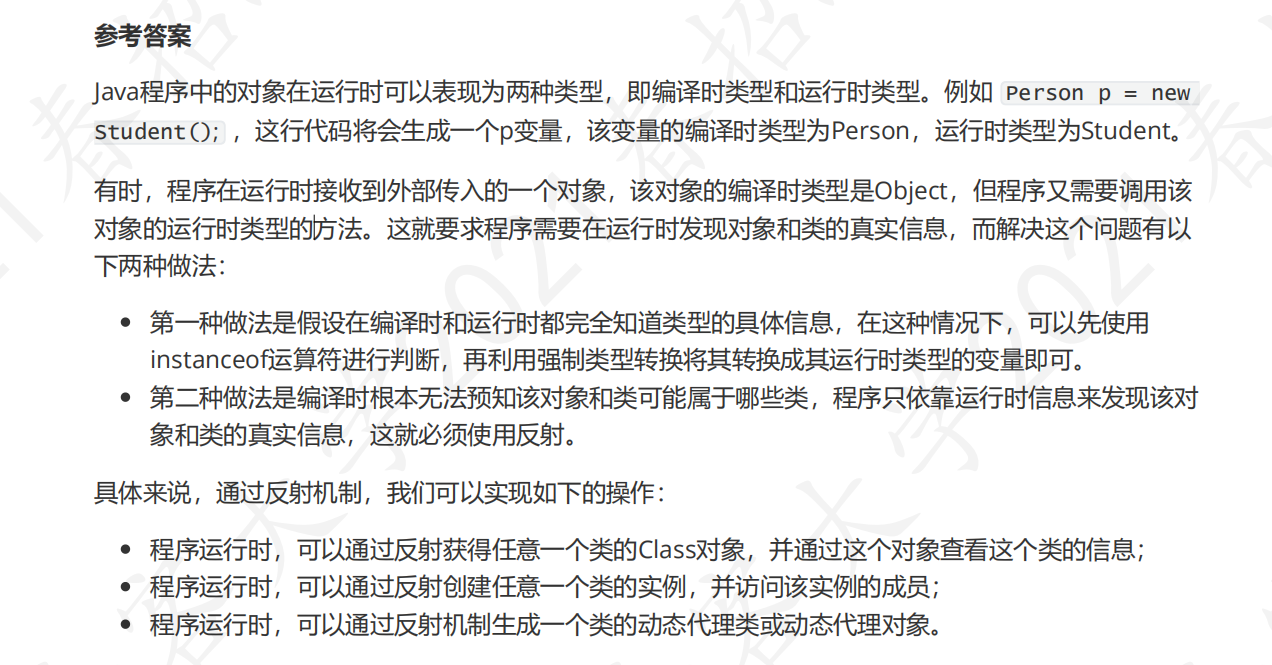 参考答案
Java程序中的对象在运行时可以表现为两种类型，即编译时类型和运行时类型。例如 Person p = new
Student(); ，这行代码将会生成一个p变量，该变量的编译时类型为Person，运行时类型为Student。
有时，程序在运行时接收到外部传入的一个对象，该对象的编译时类型是Object，但程序又需要调用该
对象的运行时类型的方法。这就要求程序需要在运行时发现对象和类的真实信息，而解决这个问题有以
下两种做法：
• 第一种做法是假设在编译时和运行时都完全知道类型的具体信息，在这种情况下，可以先使用
instanceof运算符进行判断，再利用强制类型转换将其转换成其运行时类型的变量即可。
• 第二种做法是编译时根本无法预知该对象和类可能属于哪些类，程序只依靠运行时信息来发现该对
象和类的真实信息，这就必须使用反射。
具体来说，通过反射机制，我们可以实现如下的操作：
• 程序运行时，可以通过反射获得任意一个类的Class对象，并通过这个对象查看这个类的信息；
• 程序运行时，可以通过反射创建任意一个类的实例，并访问该实例的成员；
• 程序运行时，可以通过反射机制生成一个类的动态代理类或动态代理对象。